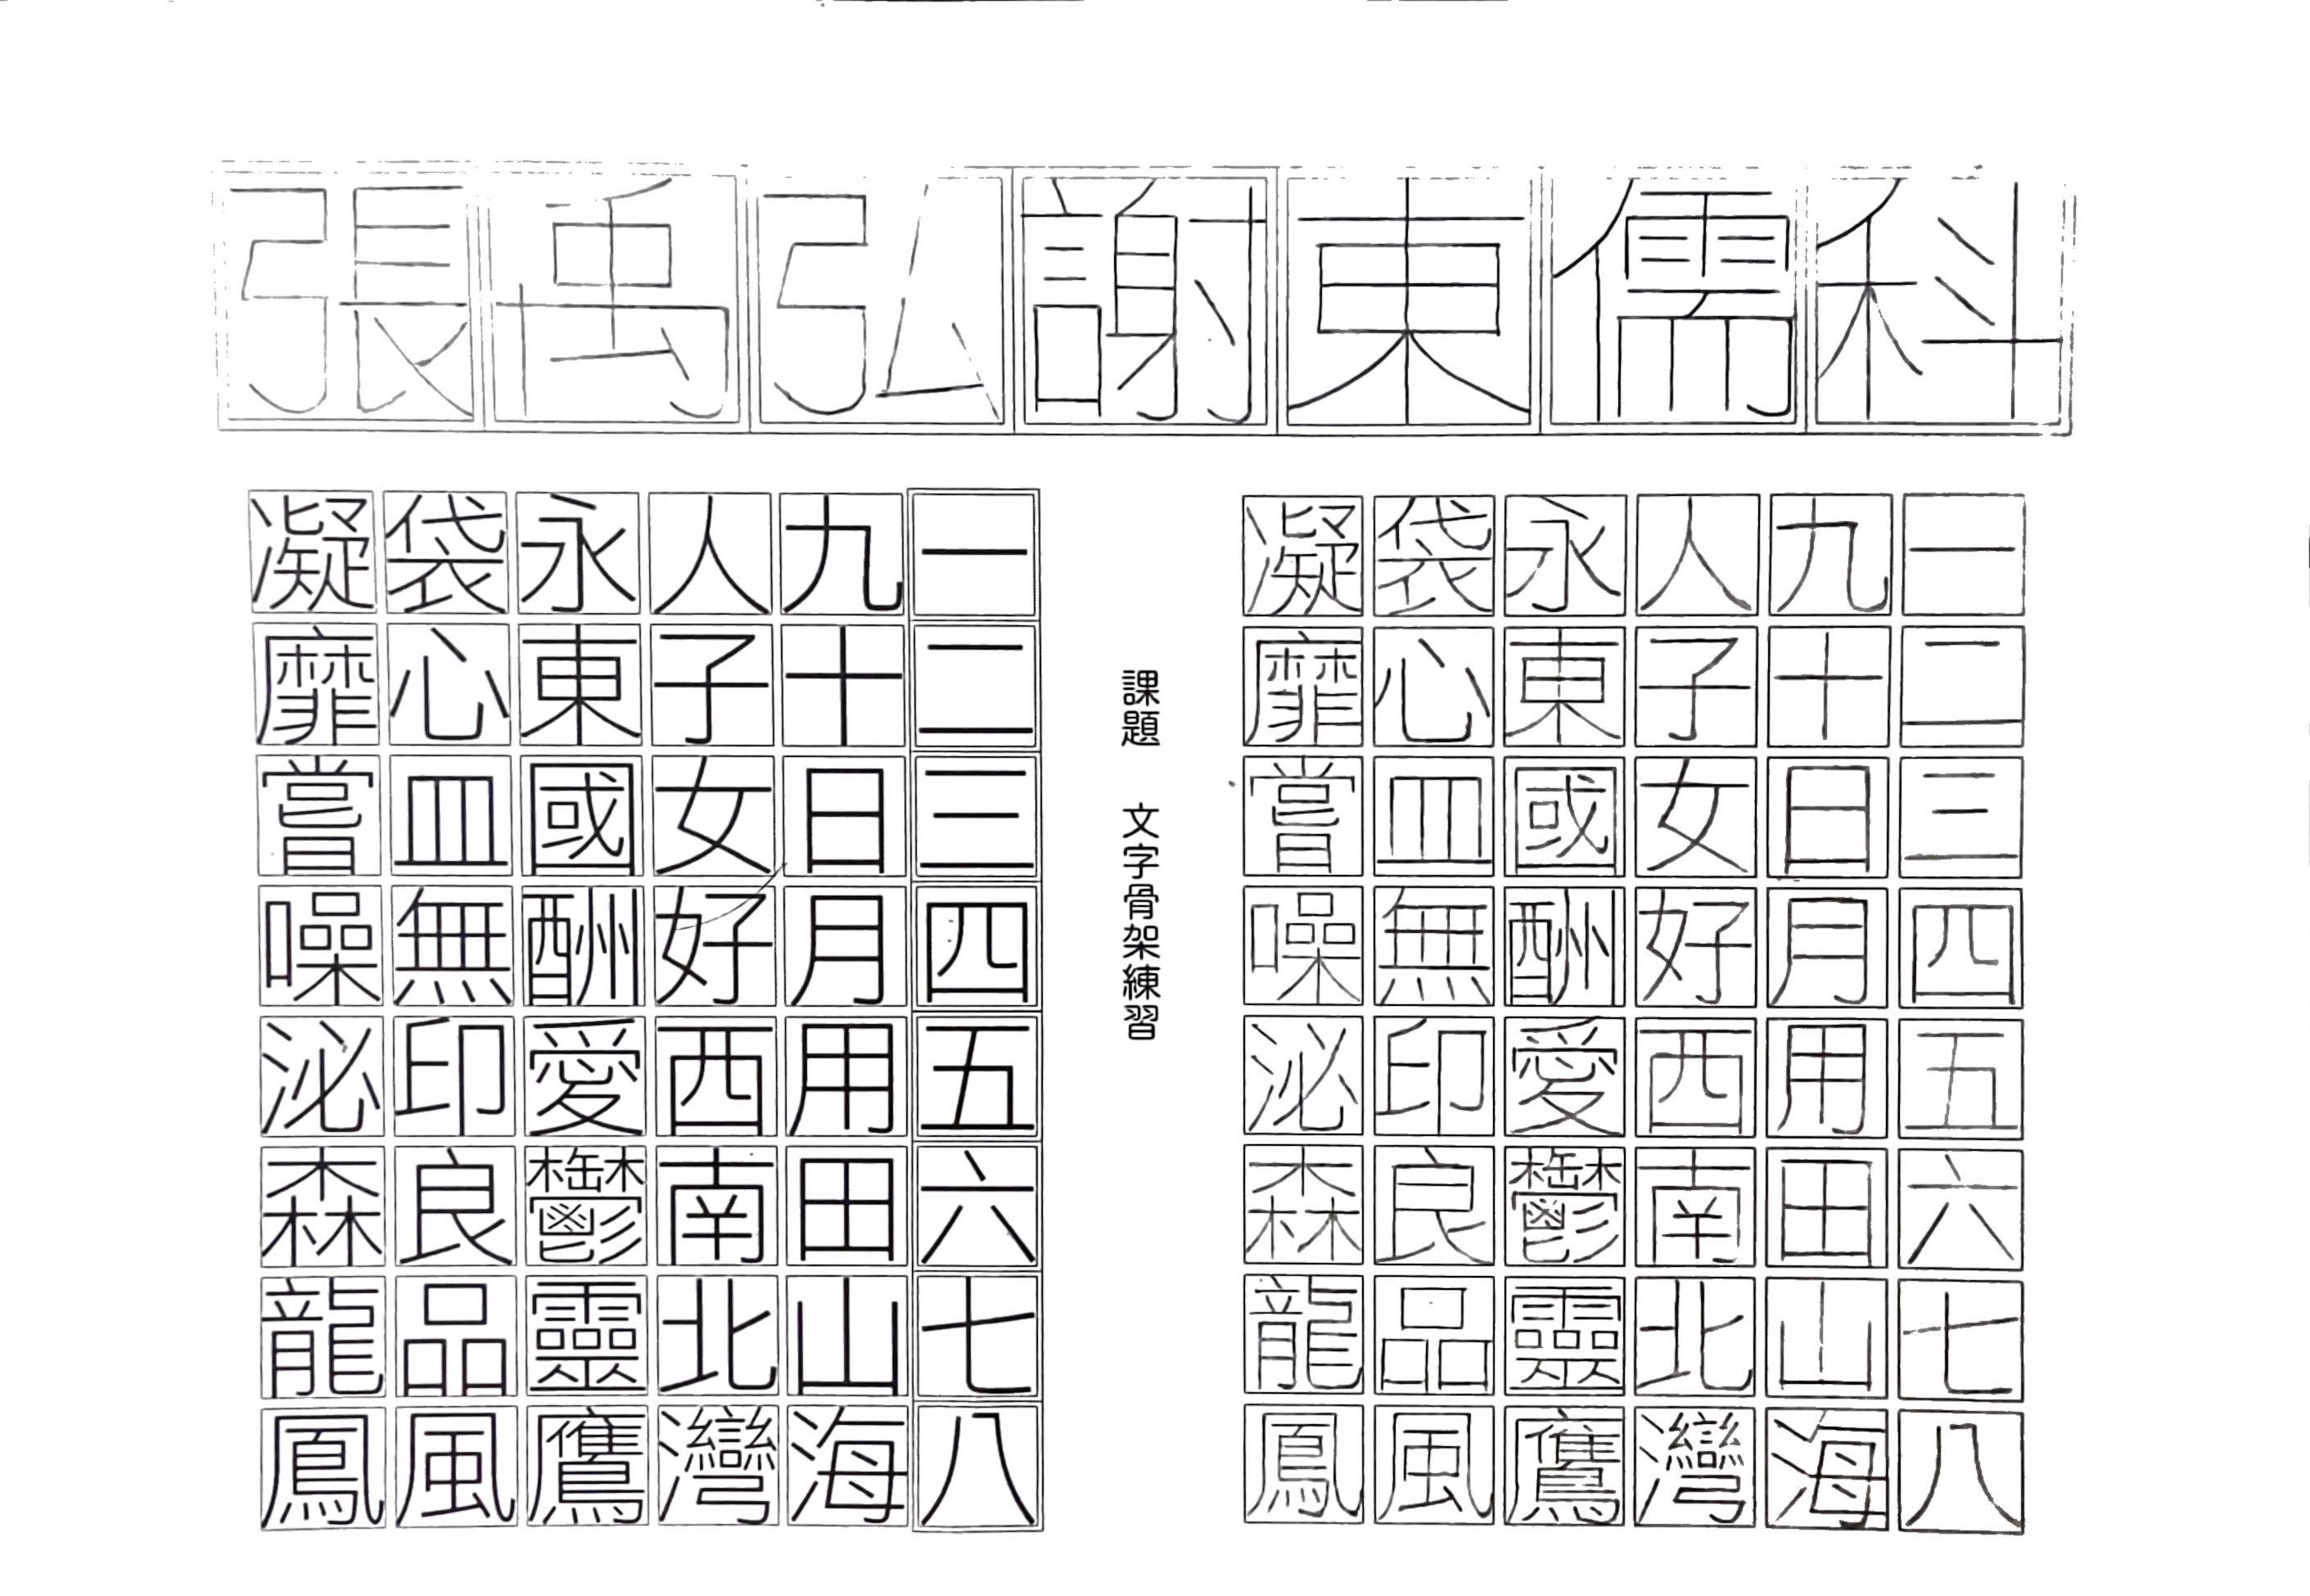 張禹弘謝東儒科
一二三四五六七八
九十日月用田山海
人子女好西南北灣
永東國酬愛鬱靈鷹
袋心皿無印良品風
凝靡嘗噪泌森龍鳳
課題 文字骨架練習
一二三四五六七八
九十日月用田山海
人子女好西南北灣
永東國酬愛鬱靈鷹
袋心皿無印良品風
凝靡嘗噪泌森龍鳳